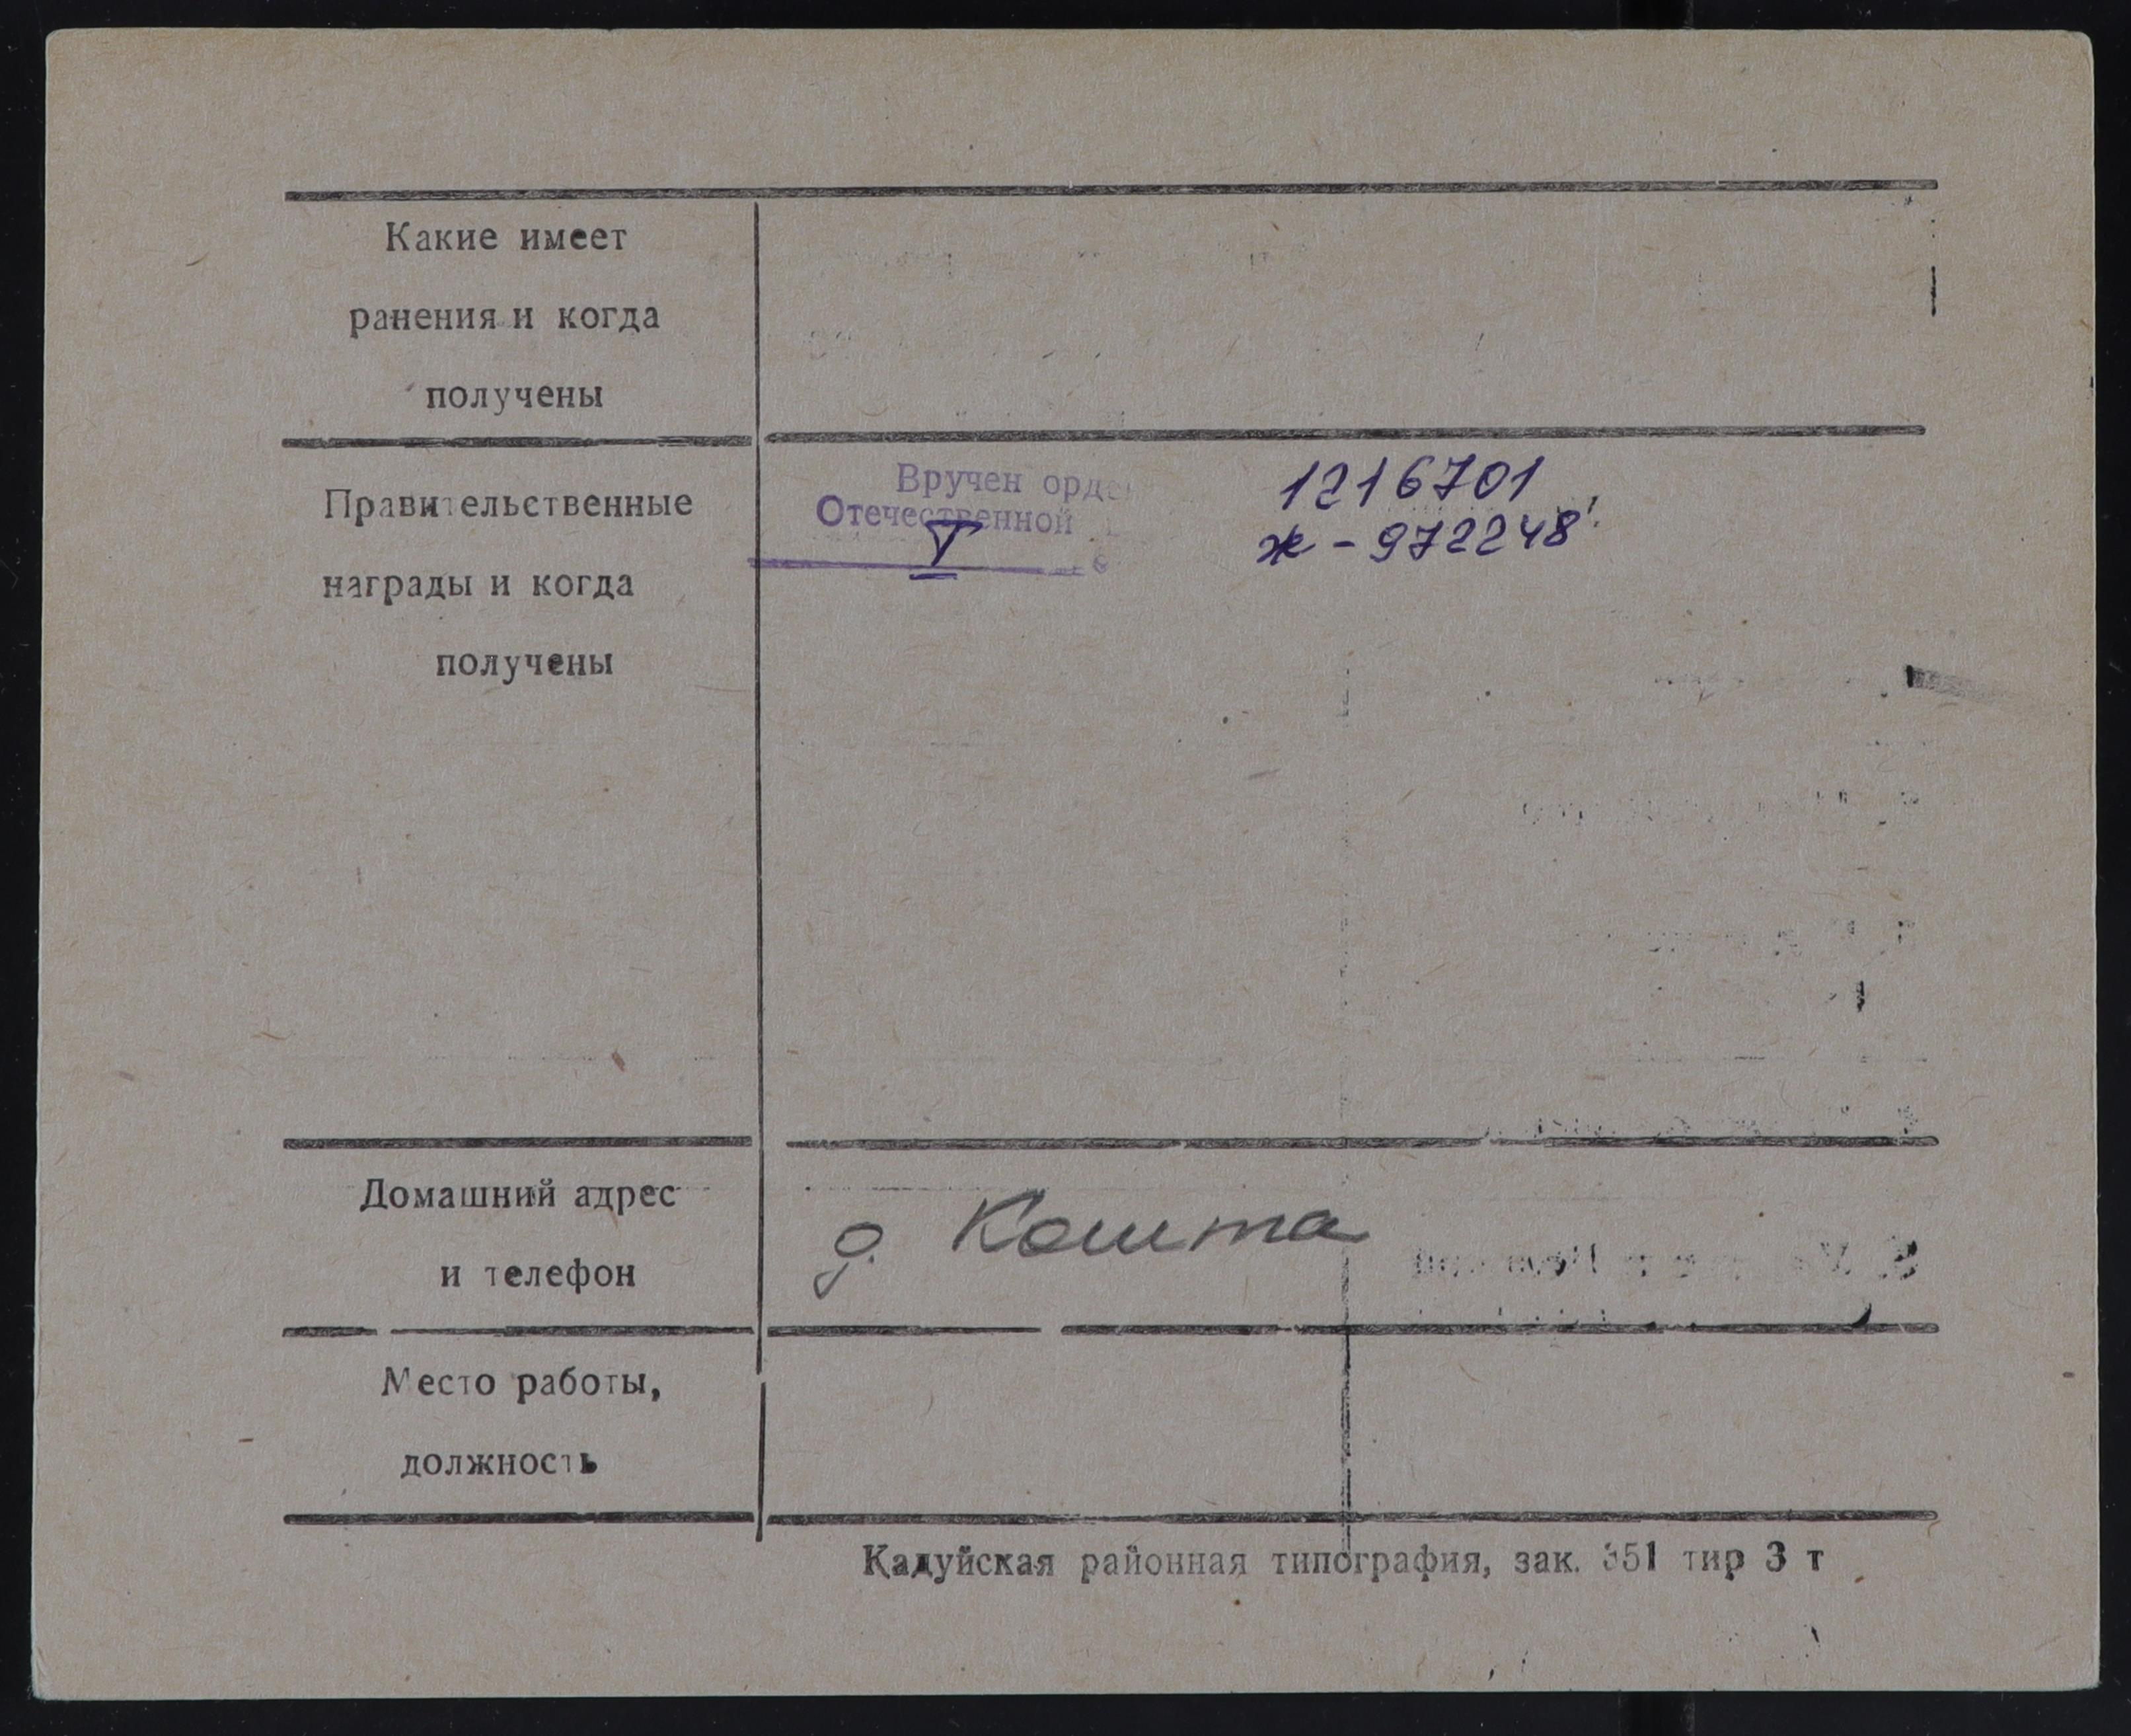 Какие имеет
ранения и когда
получены
Правительственные
награды и когда
получены
Вручен орде
Отечественной
I
1216701
ж - 972248
Домашний адрес
и телефон
д. Кошта
Место работы,
должность
Кадуйская районная типография, зак. 351 тир 3 т